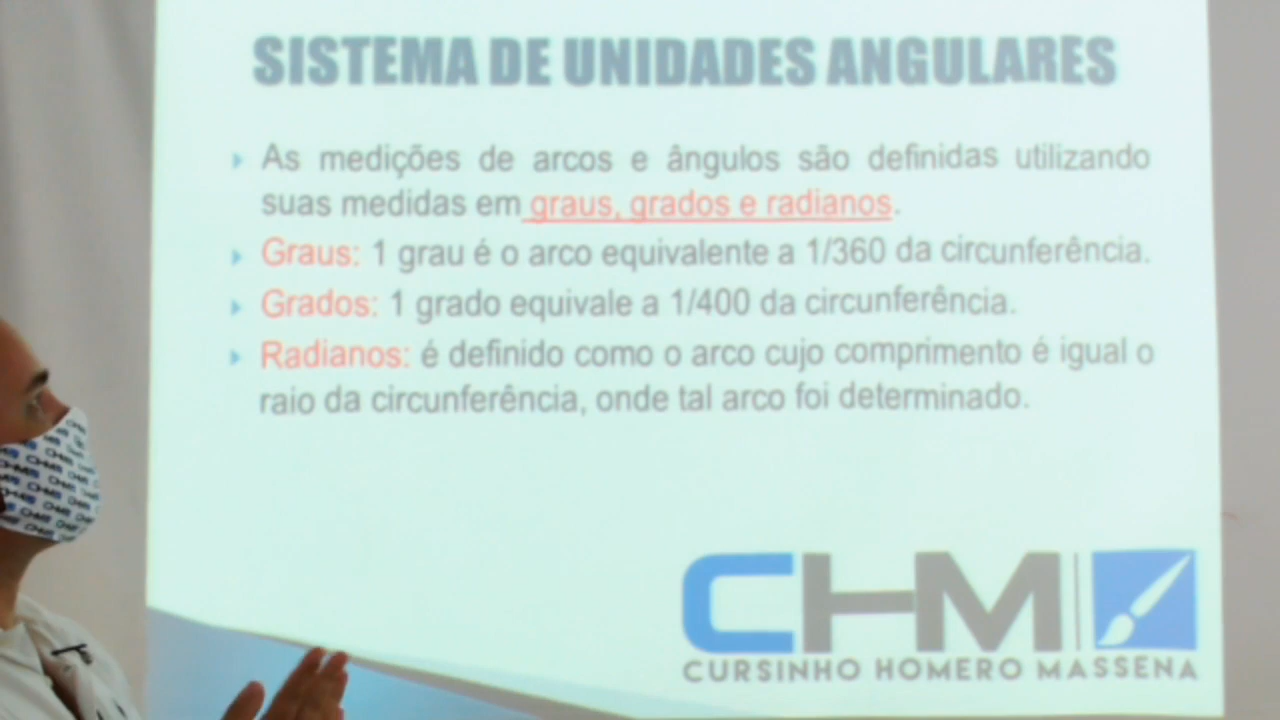 SISTEMA DE UNIDADES ANGULARES
As medições de arcos e ângulos são definidas utilizando
suas medidas em graus, grados e radianos.
Graus: 1 grau é o arco equivalente a 1/360 da circunferência.
Grados: 1 grado equivale a 1/400 da circunferência.
Radianos: é definido como o arco cujo comprimento é igual o
raio da circunferência, onde tal arco foi determinado.
CHM
CURSINHO HOMERO MASSENA